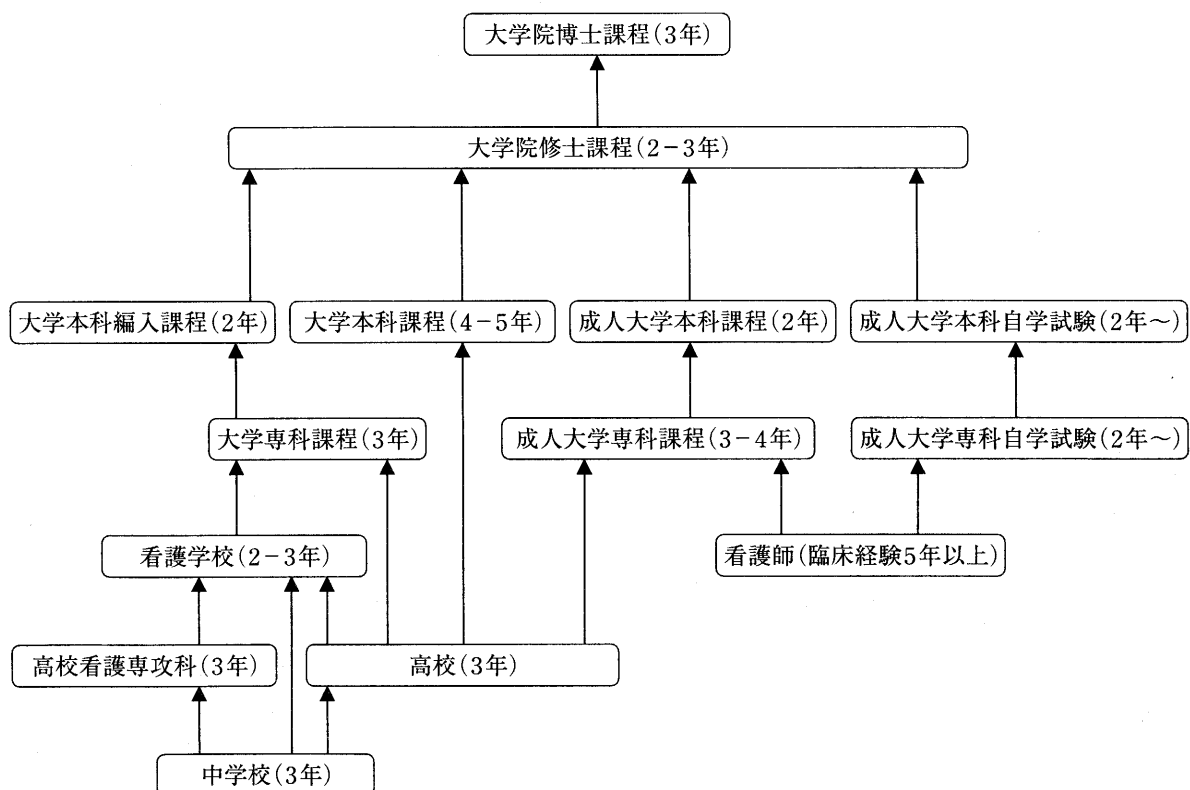 大学院博士課程(3年)
大学院修士課程(2-3年)
大学本科編入課程(2年)
大学本科課程(4-5年)
成人大学本科課程(2年)
成人大学本科自学試験(2年～)
大学専科課程(3年)
成人大学専科課程(3-4年)
成人大学専科自学試験(2年～)
看護学校(2-3年)
看護師(臨床経験5年以上)
高校看護専攻科(3年)
高校(3年)
中学校(3年)